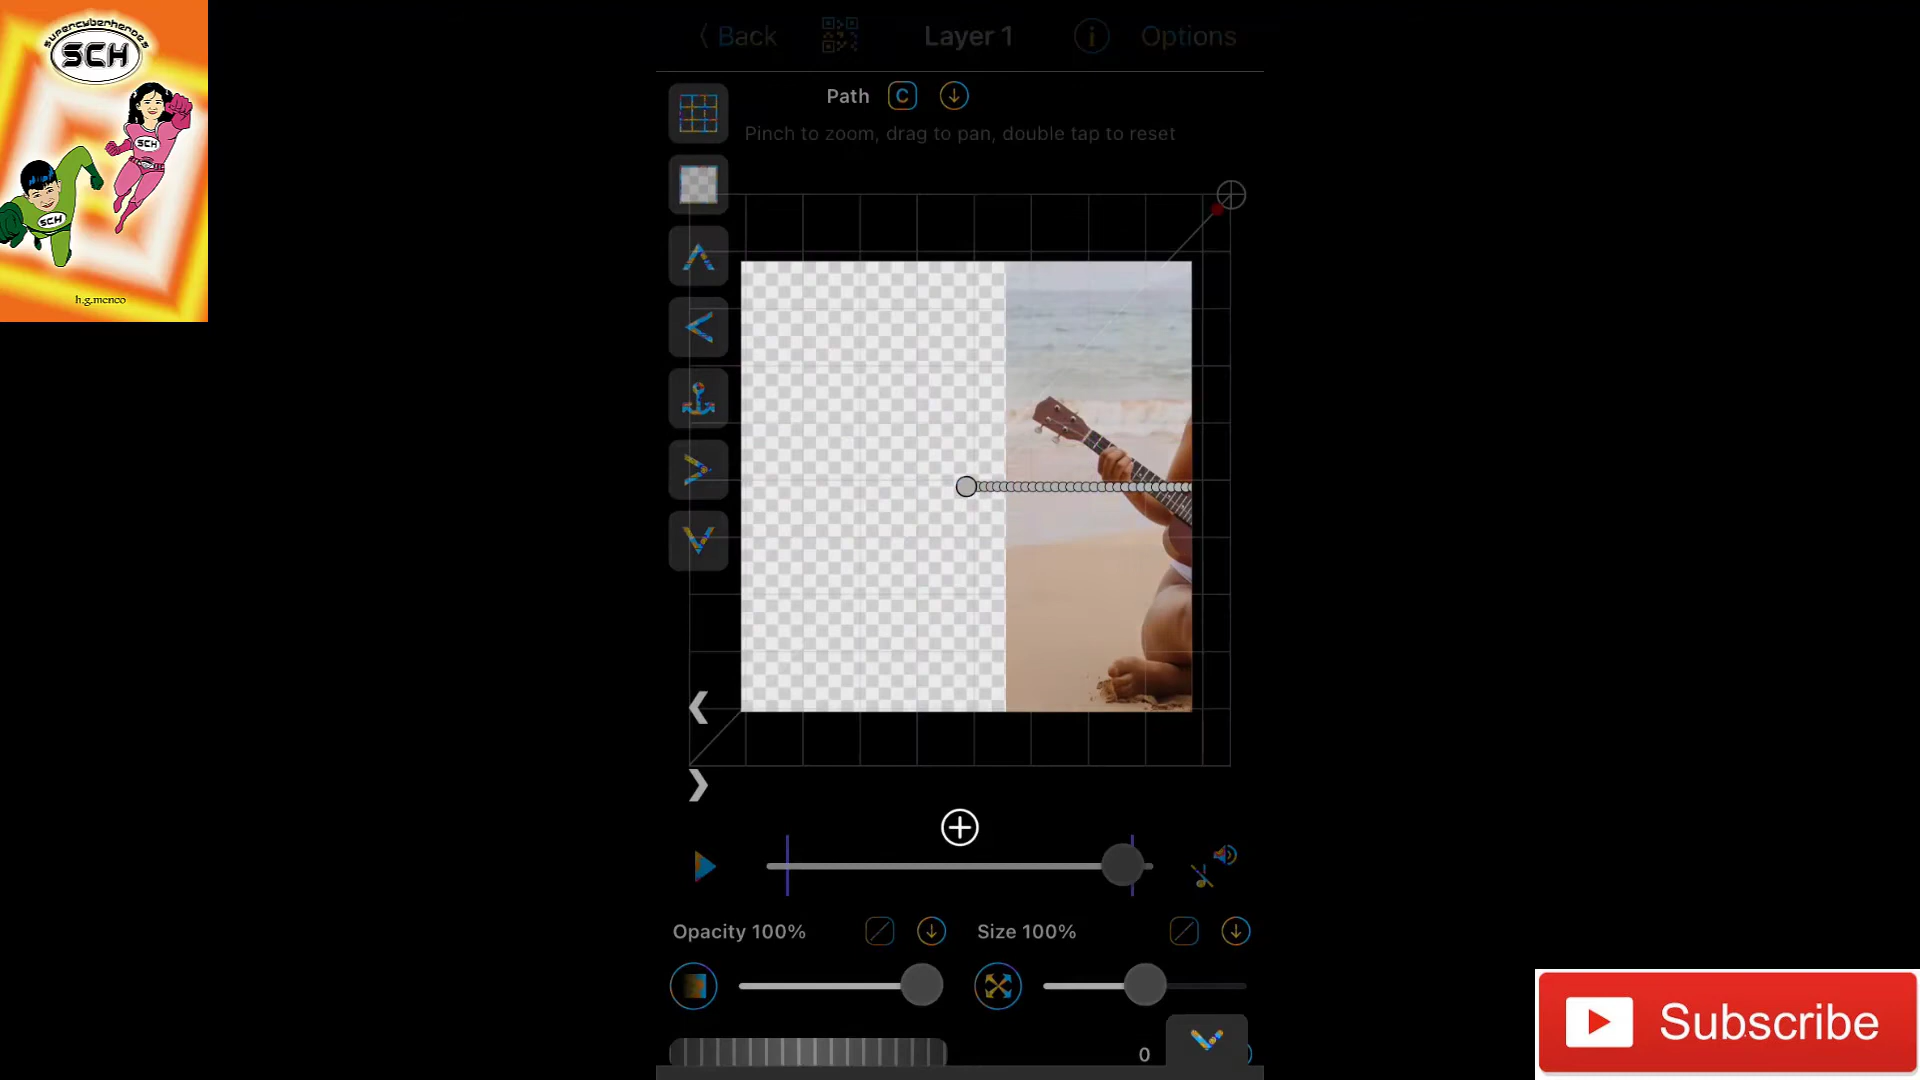 supercyberheroes
SCH
SCH
SCH
h.g.menco
Back
Layer 1
i
Options
Path
C
Pinch to zoom, drag to pan, double tap to reset
Opacity 100%
Size 100%
0
Subscribe